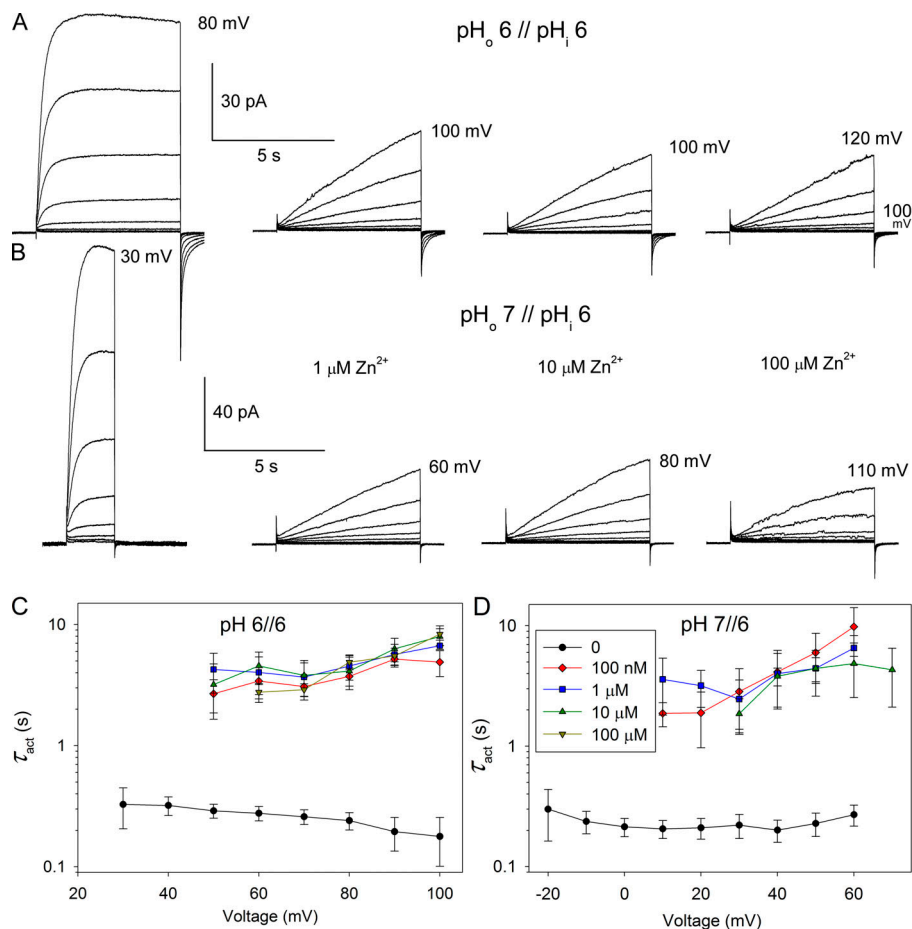 A
80 mV
pHo 6 // pHi 6
30 pA
5 s
100 mV
100 mV
120 mV
100 mV
B
30 mV
pHo 7 // pHi 6
1 μM Zn2+
10 μM Zn2+
100 μM Zn2+
40 pA
5 s
60 mV
80 mV
110 mV
C
pH 6//6
10
1
0.1
τact (s)
20
40
60
80
100
Voltage (mV)
D
pH 7//6
0
100 nM
1 μM
10 μM
100 μM
10
1
0.1
τact (s)
-20
0
20
40
60
Voltage (mV)